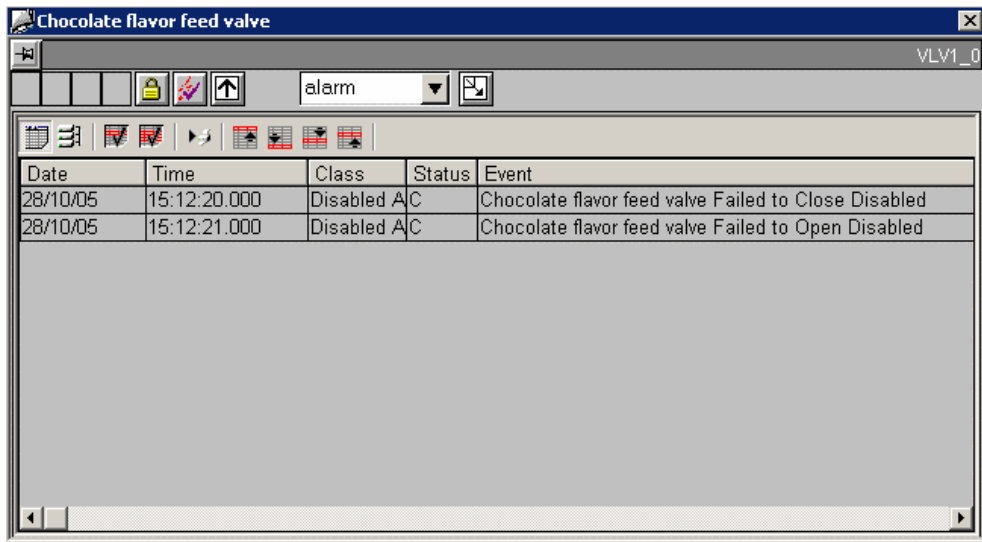 Chocolate flavor feed valve
VLV1_0
alarm
Date Time Class Status Event
28/10/05 15:12:20.000 Disabled A C Chocolate flavor feed valve Failed to Close Disabled
28/10/05 15:12:21.000 Disabled A C Chocolate flavor feed valve Failed to Open Disabled